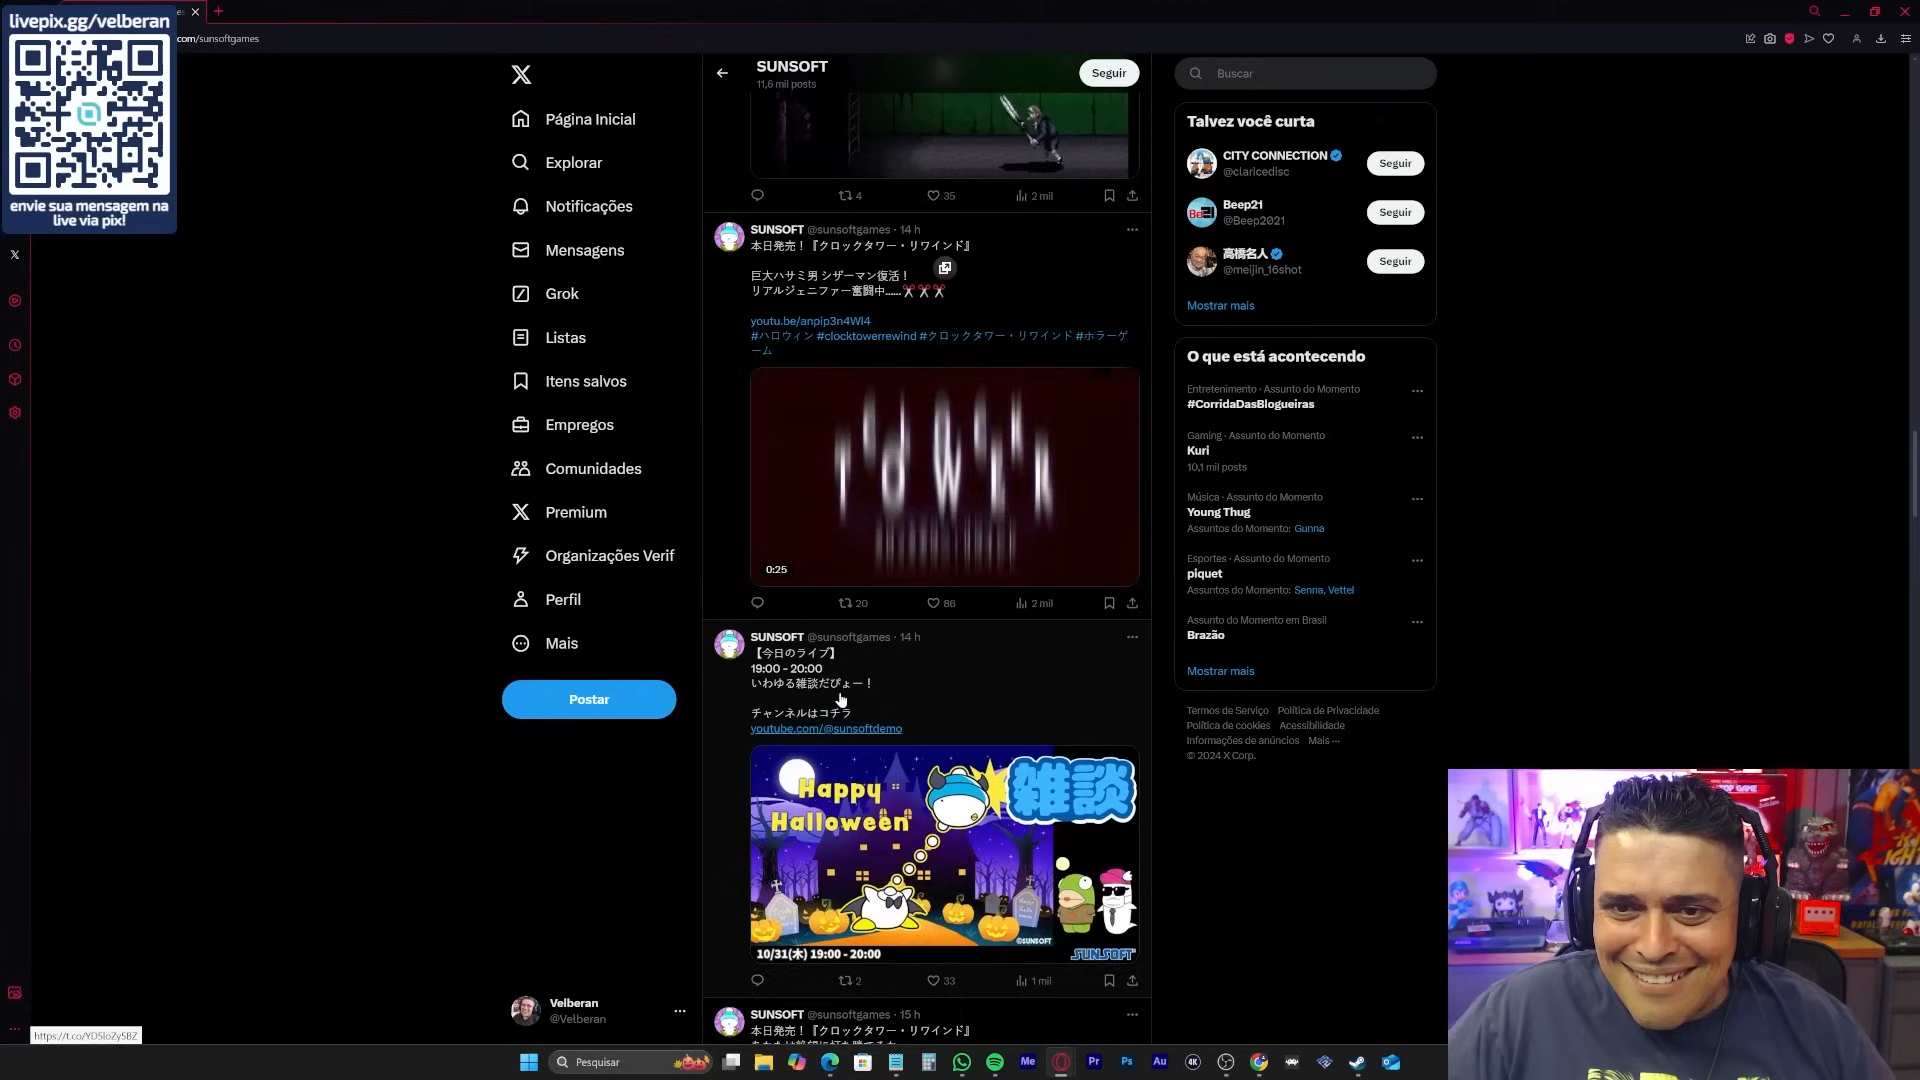 livepix.gg/velberan
envie sua mensagem na
live via pix!
com/sunsoftgames
Página Inicial
Explorar
Notificações
Mensagens
Grok
Listas
Itens salvos
Empregos
Comunidades
Premium
Organizações Verif
Perfil
Mais
Postar
Velberan
@Velberan
https://t.co/YD5IoZy5BZ
SUNSOFT
11,6 mil posts
Seguir
4
35
2 mil
SUNSOFT @sunsoftgames · 14 h
本日発売！『クロックタワー・リワインド』
巨大ハサミ男 シザーマン復活！
リアルジェニファー奮闘中......✂️✂️✂️
youtu.be/anpip3n4WI4
#ハロウィン #clocktowerrewind #クロックタワー・リワインド #ホラーゲ
ーム
0:25
20
86
2 mil
SUNSOFT @sunsoftgames · 14 h
【今日のライブ】
19:00 - 20:00
いわゆる雑談だぴょー！
チャンネルはコチラ
youtube.com/@sunsoftdemo
Happy
Halloween
雑談
©SUNSOFT
10/31(木) 19:00 - 20:00
SUNSOFT
2
33
1 mil
SUNSOFT @sunsoftgames · 15 h
本日発売！『クロックタワー・リワインド』
Buscar
Talvez você curta
CITY CONNECTION
@claricedisc
Seguir
Beep21
@Beep2021
Seguir
高橋名人
@meijin_16shot
Seguir
Mostrar mais
O que está acontecendo
Entretenimento · Assunto do Momento
#CorridaDasBlogueiras
Gaming · Assunto do Momento
Kuri
10,1 mil posts
Música · Assunto do Momento
Young Thug
Assuntos do Momento: Gunna
Esportes · Assunto do Momento
piquet
Assuntos do Momento: Senna, Vettel
Assunto do Momento em Brasil
Brazão
Mostrar mais
Termos de Serviço Política de Privacidade
Política de cookies Acessibilidade
Informações de anúncios Mais ···
© 2024 X Corp.
Pesquisar
Me
Pr
Ps
Au
4K